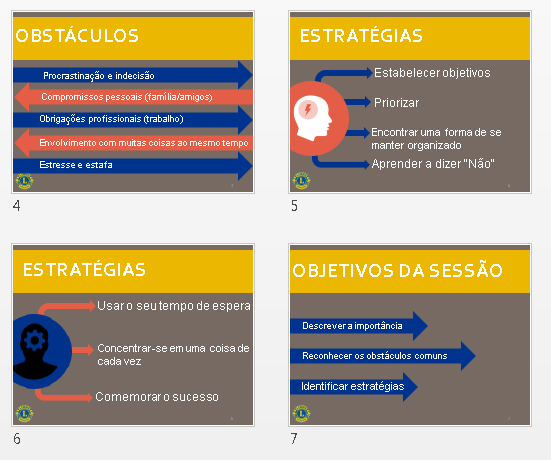 OBSTÁCULOS
Procrastinação e indecisão
Compromissos pessoais (família/amigos)
Obrigações profissionais (trabalho)
Envolvimento com muitas coisas ao mesmo tempo
Estresse e estafa
4
ESTRATÉGIAS
Estabelecer objetivos
Priorizar
Encontrar uma forma de se
manter organizado
Aprender a dizer "Não"
5
ESTRATÉGIAS
Usar o seu tempo de espera
Concentrar-se em uma coisa de
cada vez
Comemorar o sucesso
6
OBJETIVOS DA SESSÃO
Descrever a importância
Reconhecer os obstáculos comuns
Identificar estratégias
7